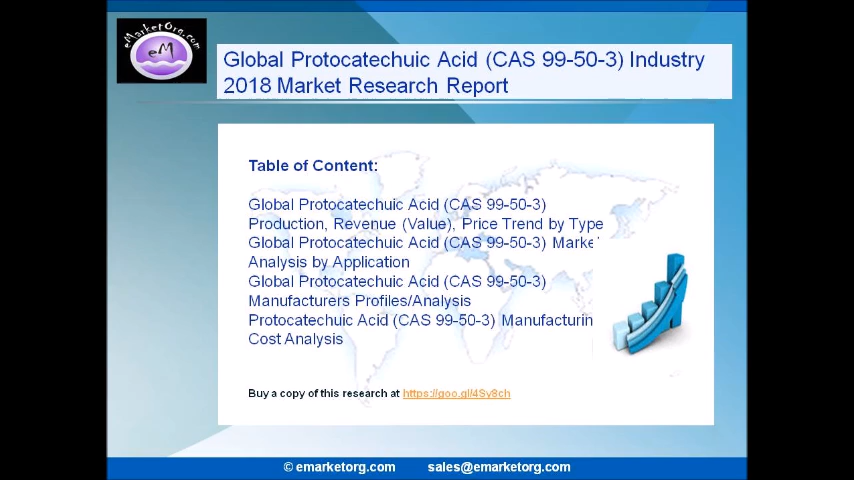 eMarketOrg.com
eM
Global Protocatechuic Acid (CAS 99-50-3) Industry
2018 Market Research Report
Table of Content:
Global Protocatechuic Acid (CAS 99-50-3)
Production, Revenue (Value), Price Trend by Type
Global Protocatechuic Acid (CAS 99-50-3) Marke
Analysis by Application
Global Protocatechuic Acid (CAS 99-50-3)
Manufacturers Profiles/Analysis
Protocatechuic Acid (CAS 99-50-3) Manufacturin
Cost Analysis
Buy a copy of this research at https://goo.gl/4Sy8ch
© emarketorg.com sales@emarketorg.com